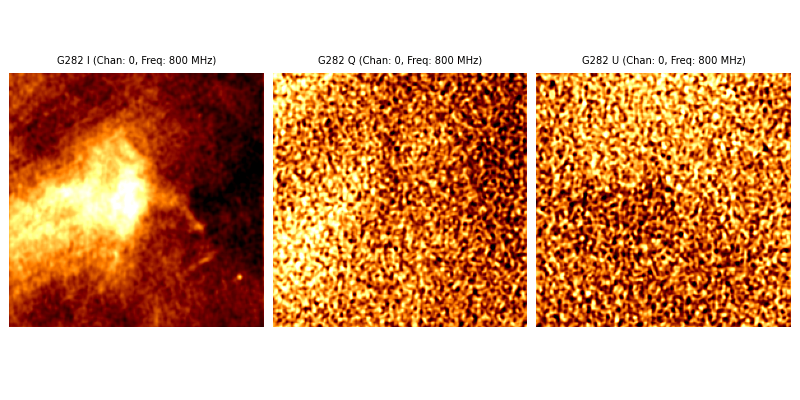 G282 I (Chan: 0, Freq: 800 MHz)
G282 Q (Chan: 0, Freq: 800 MHz)
G282 U (Chan: 0, Freq: 800 MHz)